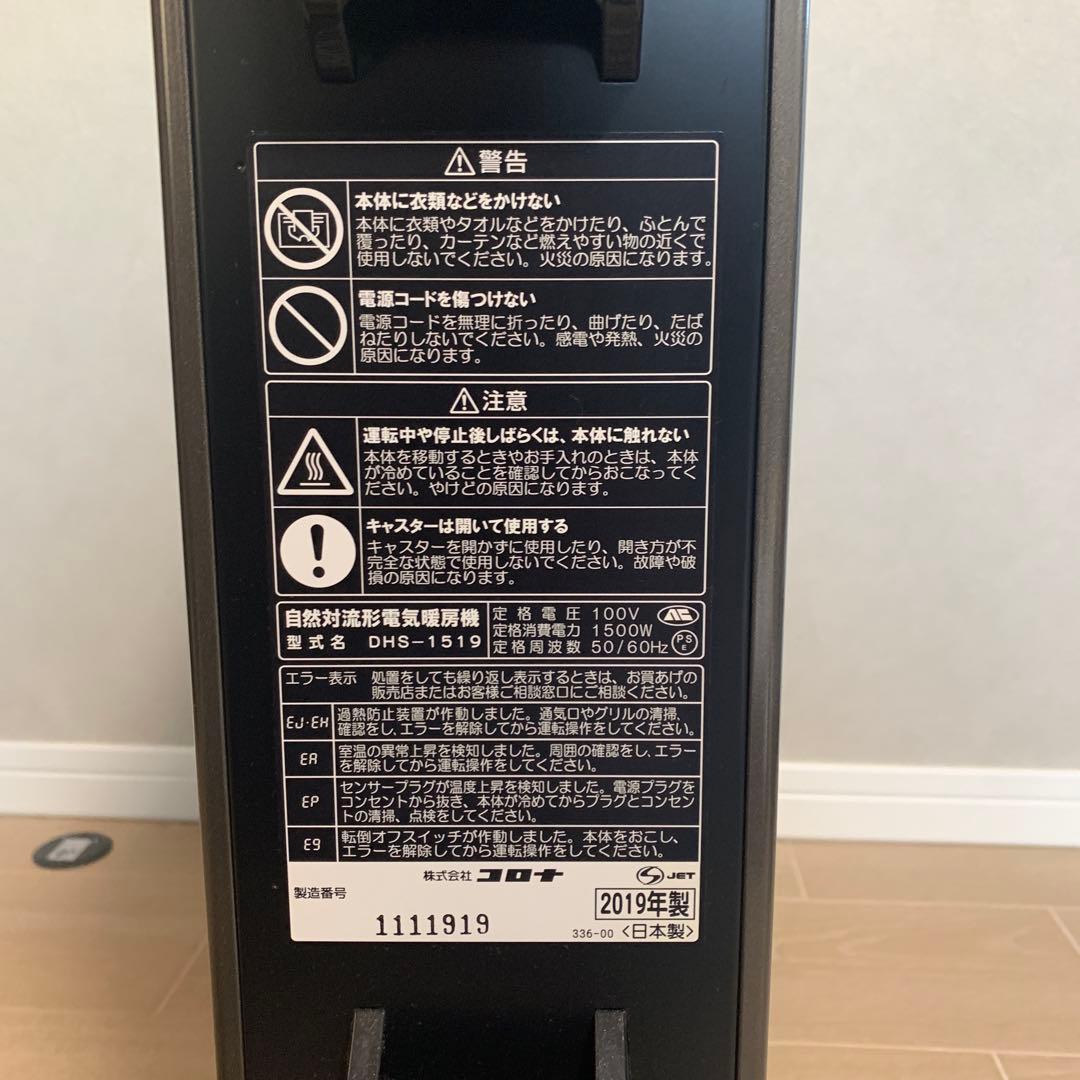 ⚠警告
本体に衣類などをかけない
本体に衣類やタオルなどをかけたり、ふとんで
覆ったり、カーテンなど燃えやすい物の近くで
使用しないでください。火災の原因になります。
電源コードを傷つけない
電源コードを無理に折ったり、曲げたり、たば
ねたりしないでください。感電や発熱、火災の
原因になります。
⚠注意
運転中や停止後しばらくは、本体に触れない
本体を移動するときやお手入れのときは、本体
が冷めていることを確認してからおこなってく
ださい。やけどの原因になります。
キャスターは開いて使用する
キャスターを開かずに使用したり、開き方が不
完全な状態で使用しないでください。故障や破
損の原因になります。
自然対流形電気暖房機
型式名 DHS-1519
定格電圧 100V
定格消費電力 1500W
定格周波数 50/60Hz
PS
E
エラー表示 処置をしても繰り返し表示するときは、お買あげの
販売店またはお客様ご相談窓口にご相談ください。
EJ・EH 過熱防止装置が作動しました。通気口やグリルの清掃、
確認をし、エラーを解除してから運転操作をしてください。
EA 室温の異常上昇を検知しました。周囲の確認をし、エラー
を解除してから運転操作をしてください。
EP センサープラグが温度上昇を検知しました。電源プラグを
コンセントから抜き、本体が冷めてからプラグとコンセン
トの清掃、点検をしてください。
E9 転倒オフスイッチが作動しました。本体をおこし、
エラーを解除してから運転操作をしてください。
株式会社 コロナ
JET
製造番号
2019年製
1111919
336-00 <日本製>